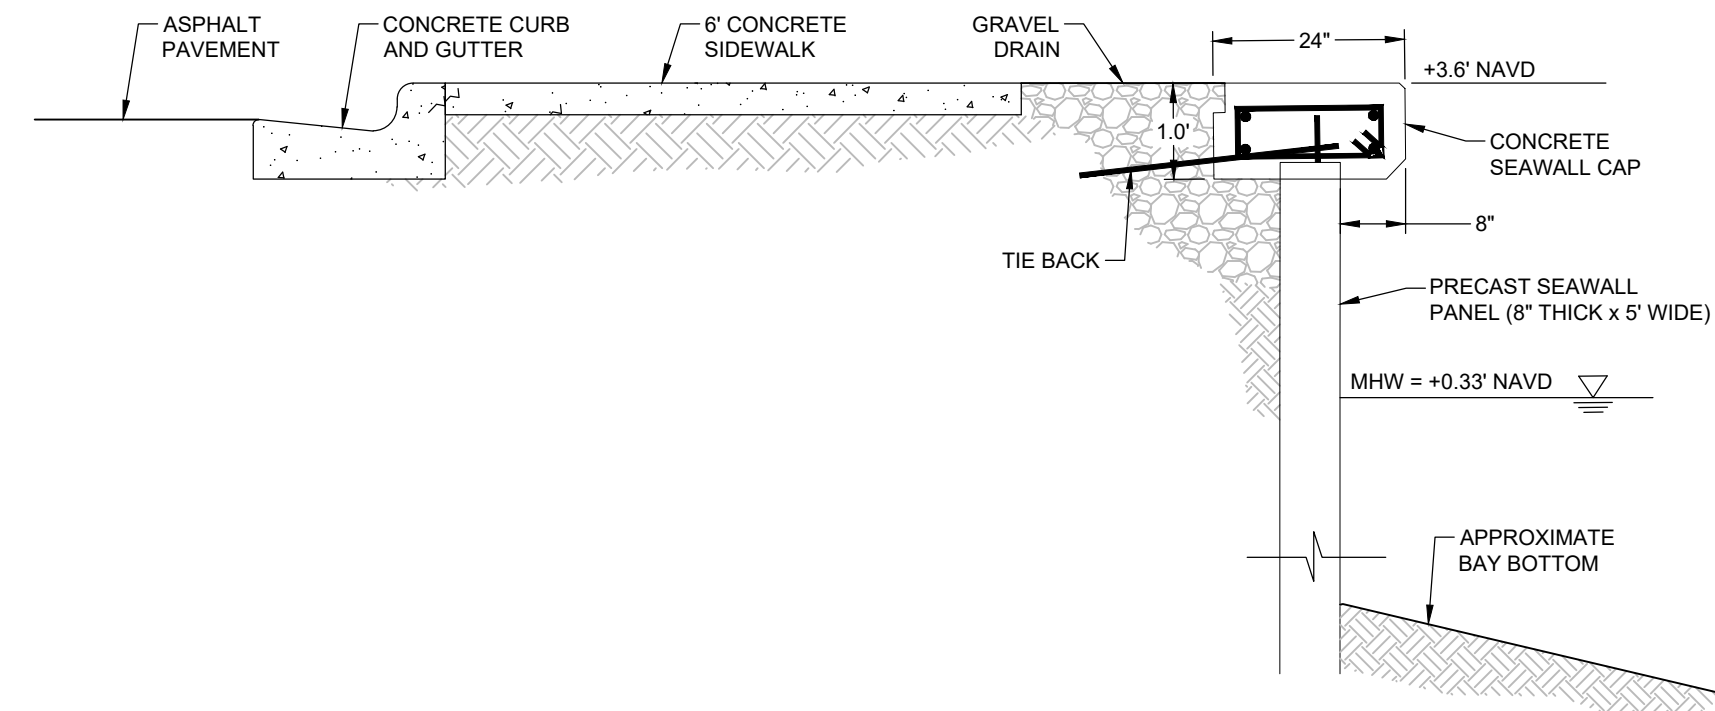 ASPHALT
PAVEMENT
CONCRETE CURB
AND GUTTER
6' CONCRETE
SIDEWALK
GRAVEL
DRAIN
24"
+3.6' NAVD
1.0'
CONCRETE
SEAWALL CAP
8"
TIE BACK
PRECAST SEAWALL
PANEL (8" THICK x 5' WIDE)
MHW = +0.33' NAVD
APPROXIMATE
BAY BOTTOM